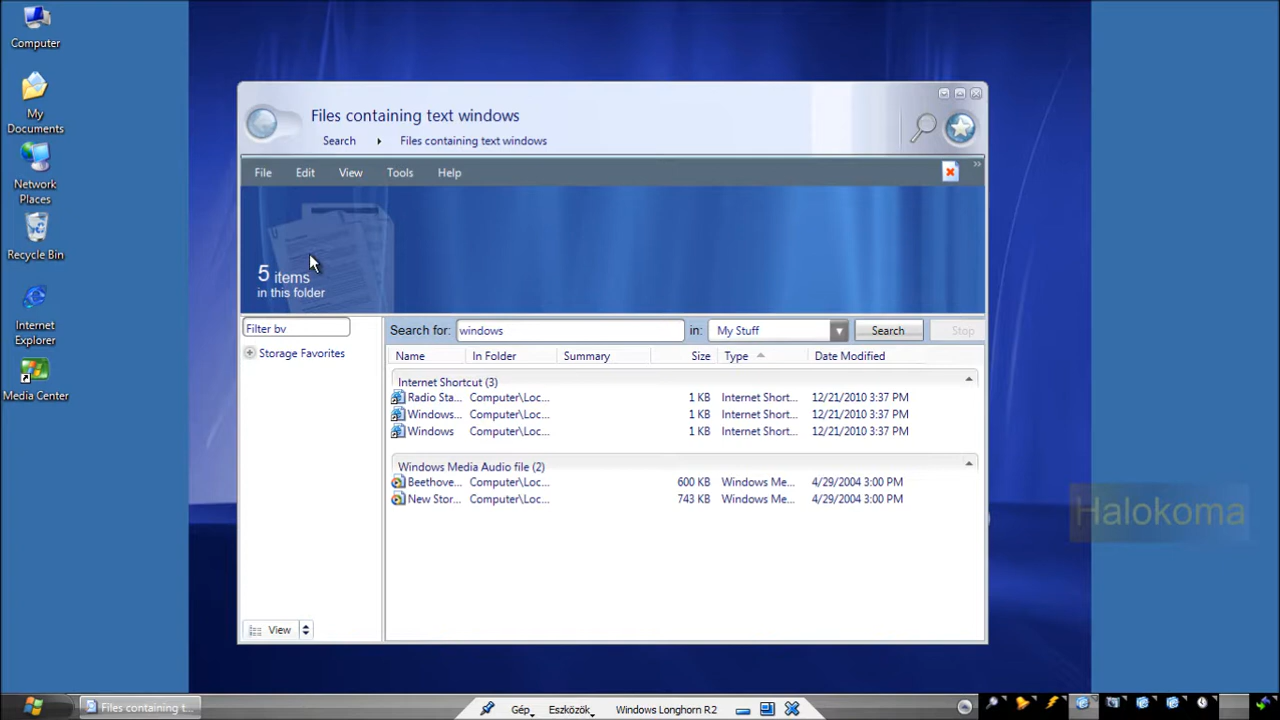 Computer
My
Documents
Network
Places
Recycle Bin
Internet
Explorer
Media Center
Files containing text windows
Search Files containing text windows
File Edit View Tools Help
5 items
in this folder
Filter by
Storage Favorites
Search for: windows in: My Stuff Search Stop
Name In Folder Summary Size Type Date Modified
Internet Shortcut (3)
Radio Sta... Computer\Loc... 1 KB Internet Short... 12/21/2010 3:37 PM
Windows... Computer\Loc... 1 KB Internet Short... 12/21/2010 3:37 PM
Windows Computer\Loc... 1 KB Internet Short... 12/21/2010 3:37 PM
Windows Media Audio file (2)
Beethove... Computer\Loc... 600 KB Windows Me... 4/29/2004 3:00 PM
New Stor... Computer\Loc... 743 KB Windows Me... 4/29/2004 3:00 PM
View
Halokoma
Files containing t...
Gép Eszközök Windows Longhorn R2